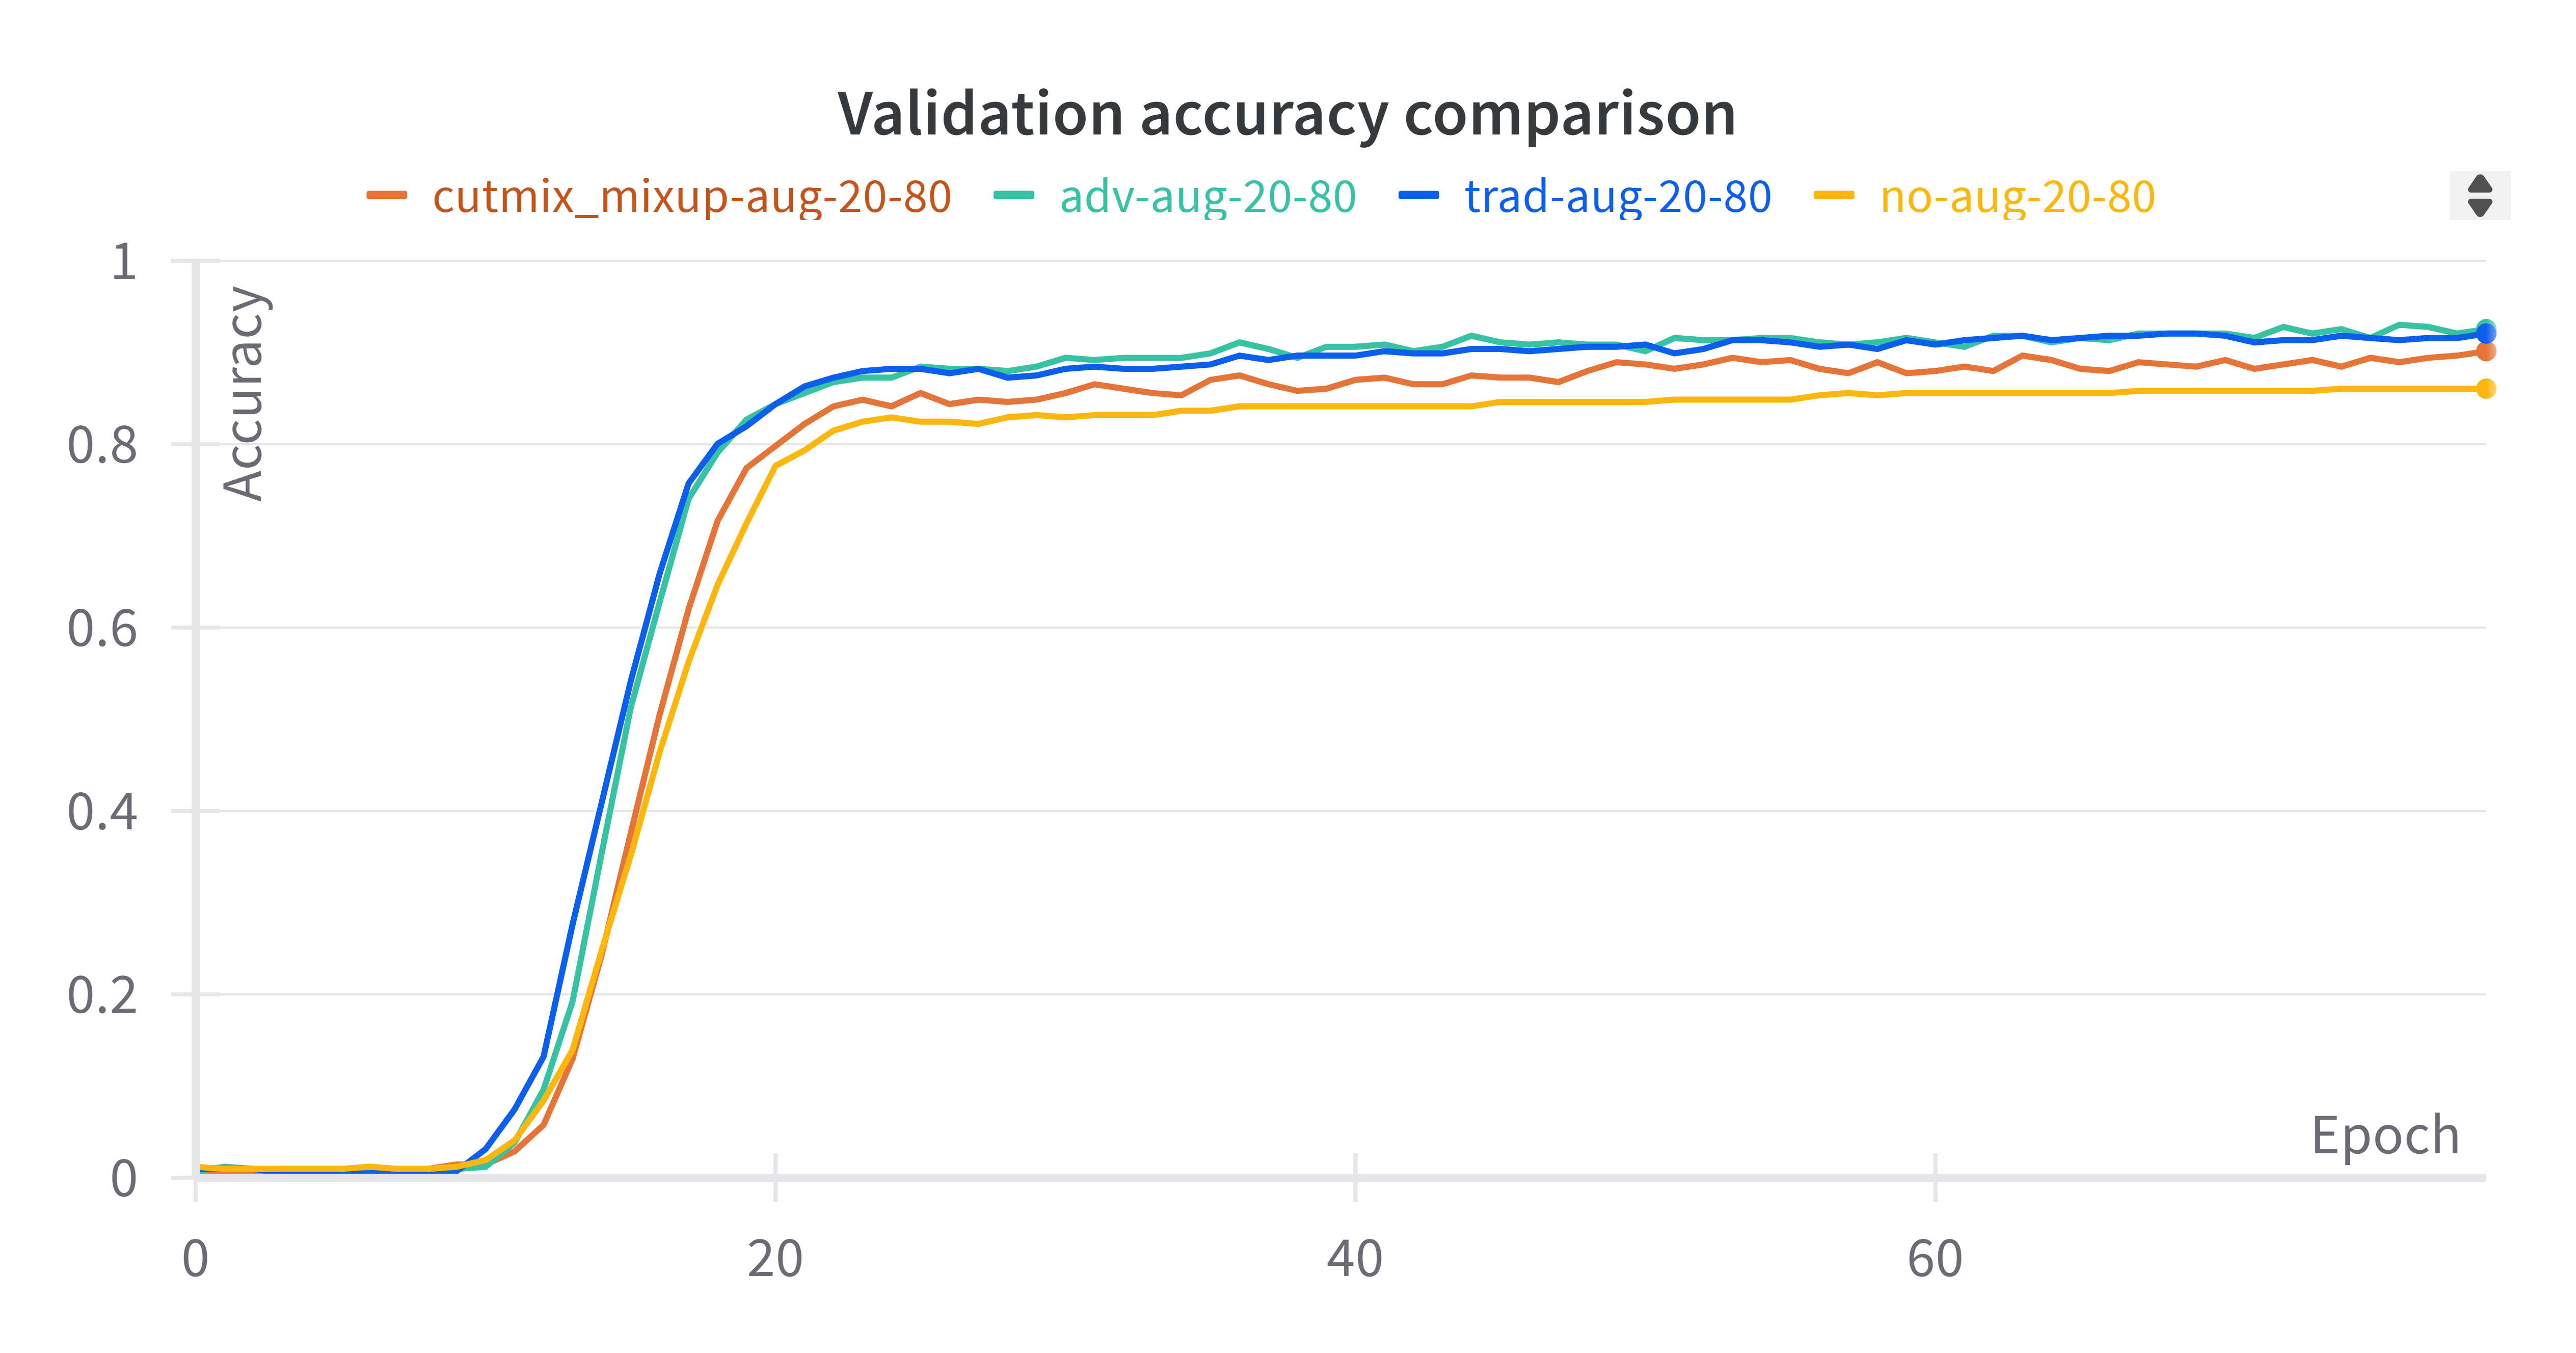 Validation accuracy comparison
cutmix_mixup-aug-20-80 adv-aug-20-80 trad-aug-20-80 no-aug-20-80
1
Accuracy
0.8
0.6
0.4
0.2
0
Epoch
0 20 40 60